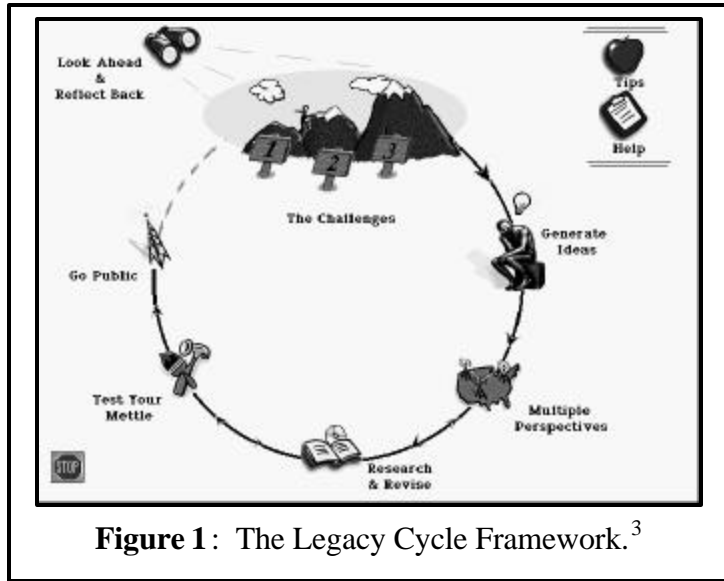 Look Ahead
&
Reflect Back
Tips
Help
1
2
3
The Challenges
Generate
Ideas
Go Public
Test Your
Mettle
Multiple
Perspectives
Research
& Revise
STOP
Figure 1: The Legacy Cycle Framework.3